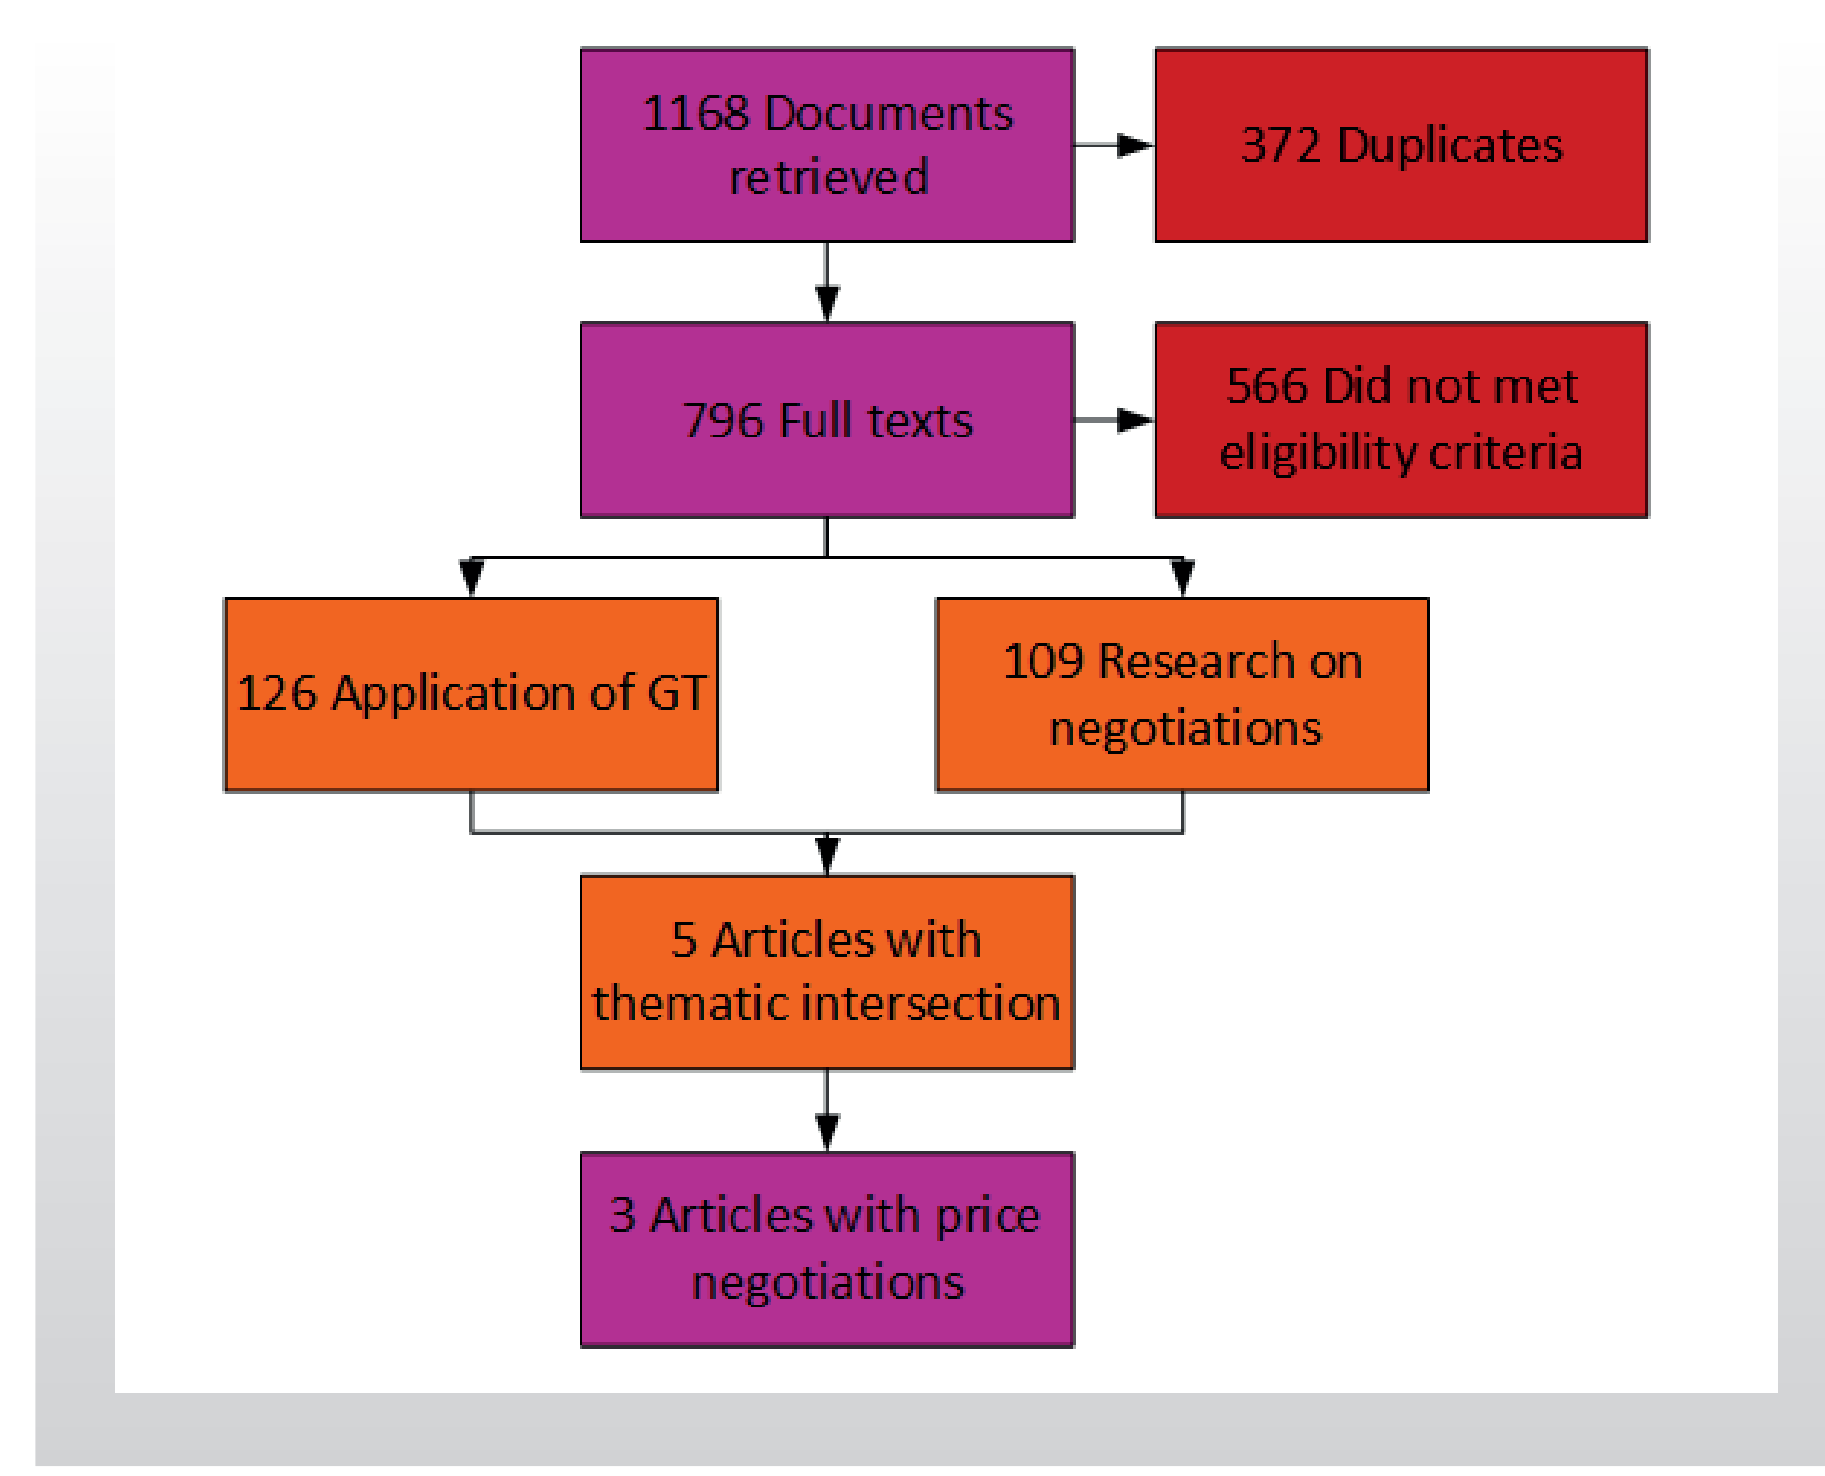 1168 Documents
retrieved
372 Duplicates
796 Full texts
566 Did not met
eligibility criteria
126 Application of GT
109 Research on
negotiations
5 Articles with
thematic intersection
3 Articles with price
negotiations